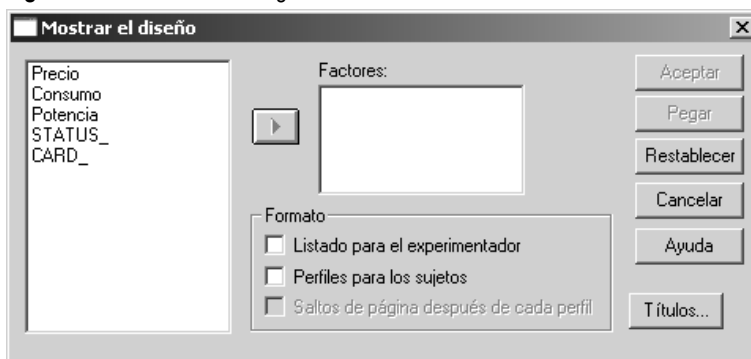 Mostrar el diseño
Precio
Consumo
Potencia
STATUS_
CARD_
Factores:
Formato
Listado para el experimentador
Perfiles para los sujetos
Saltos de página después de cada perfil
Aceptar
Pegar
Restablecer
Cancelar
Ayuda
Títulos...